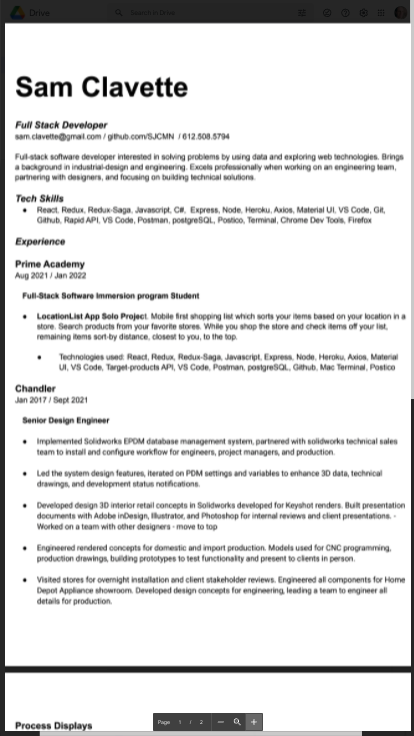 Drive
Search in Drive
Sam Clavette
Full Stack Developer
sam.clavette@gmail.com / github.com/SJCMN / 612.508.5794
Full-stack software developer interested in solving problems by using data and exploring web technologies. Brings
a background in industrial-design and engineering. Excels professionally when working on an engineering team,
partnering with designers, and focusing on building technical solutions.
Tech Skills
• React, Redux, Redux-Saga, Javascript, C#, Express, Node, Heroku, Axios, Material UI, VS Code, Git,
Github, Rapid API, VS Code, Postman, postgreSQL, Postico, Terminal, Chrome Dev Tools, Firefox
Experience
Prime Academy
Aug 2021 / Jan 2022
Full-Stack Software Immersion program Student
• LocationList App Solo Project. Mobile first shopping list which sorts your items based on your location in a
store. Search products from your favorite stores. While you shop the store and check items off your list,
remaining items sort-by distance, closest to you, to the top.
• Technologies used: React, Redux, Redux-Saga, Javascript, Express, Node, Heroku, Axios, Material
UI, VS Code, Target-products API, VS Code, Postman, postgreSQL, Github, Mac Terminal, Postico
Chandler
Jan 2017 / Sept 2021
Senior Design Engineer
• Implemented Solidworks EPDM database management system, partnered with solidworks technical sales
team to install and configure workflow for engineers, project managers, and production.
• Led the system design features, iterated on PDM settings and variables to enhance 3D data, technical
drawings, and development status notifications.
• Developed design 3D interior retail concepts in Solidworks developed for Keyshot renders. Built presentation
documents with Adobe inDesign, Illustrator, and Photoshop for internal reviews and client presentations. -
Worked on a team with other designers - move to top
• Engineered rendered concepts for domestic and import production. Models used for CNC programming,
production drawings, building prototypes to test functionality and present to clients in person.
• Visited stores for overnight installation and client stakeholder reviews. Engineered all components for Home
Depot Appliance showroom. Developed design concepts for engineering, leading a team to engineer all
details for production.
Page 1 / 2
Process Displays